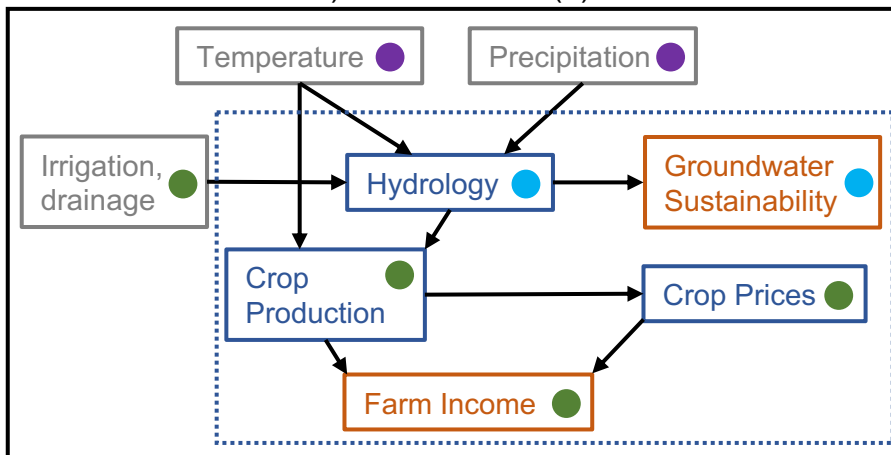 Temperature
Precipitation
Irrigation,
drainage
Hydrology
Groundwater
Sustainability
Crop
Production
Crop Prices
Farm Income